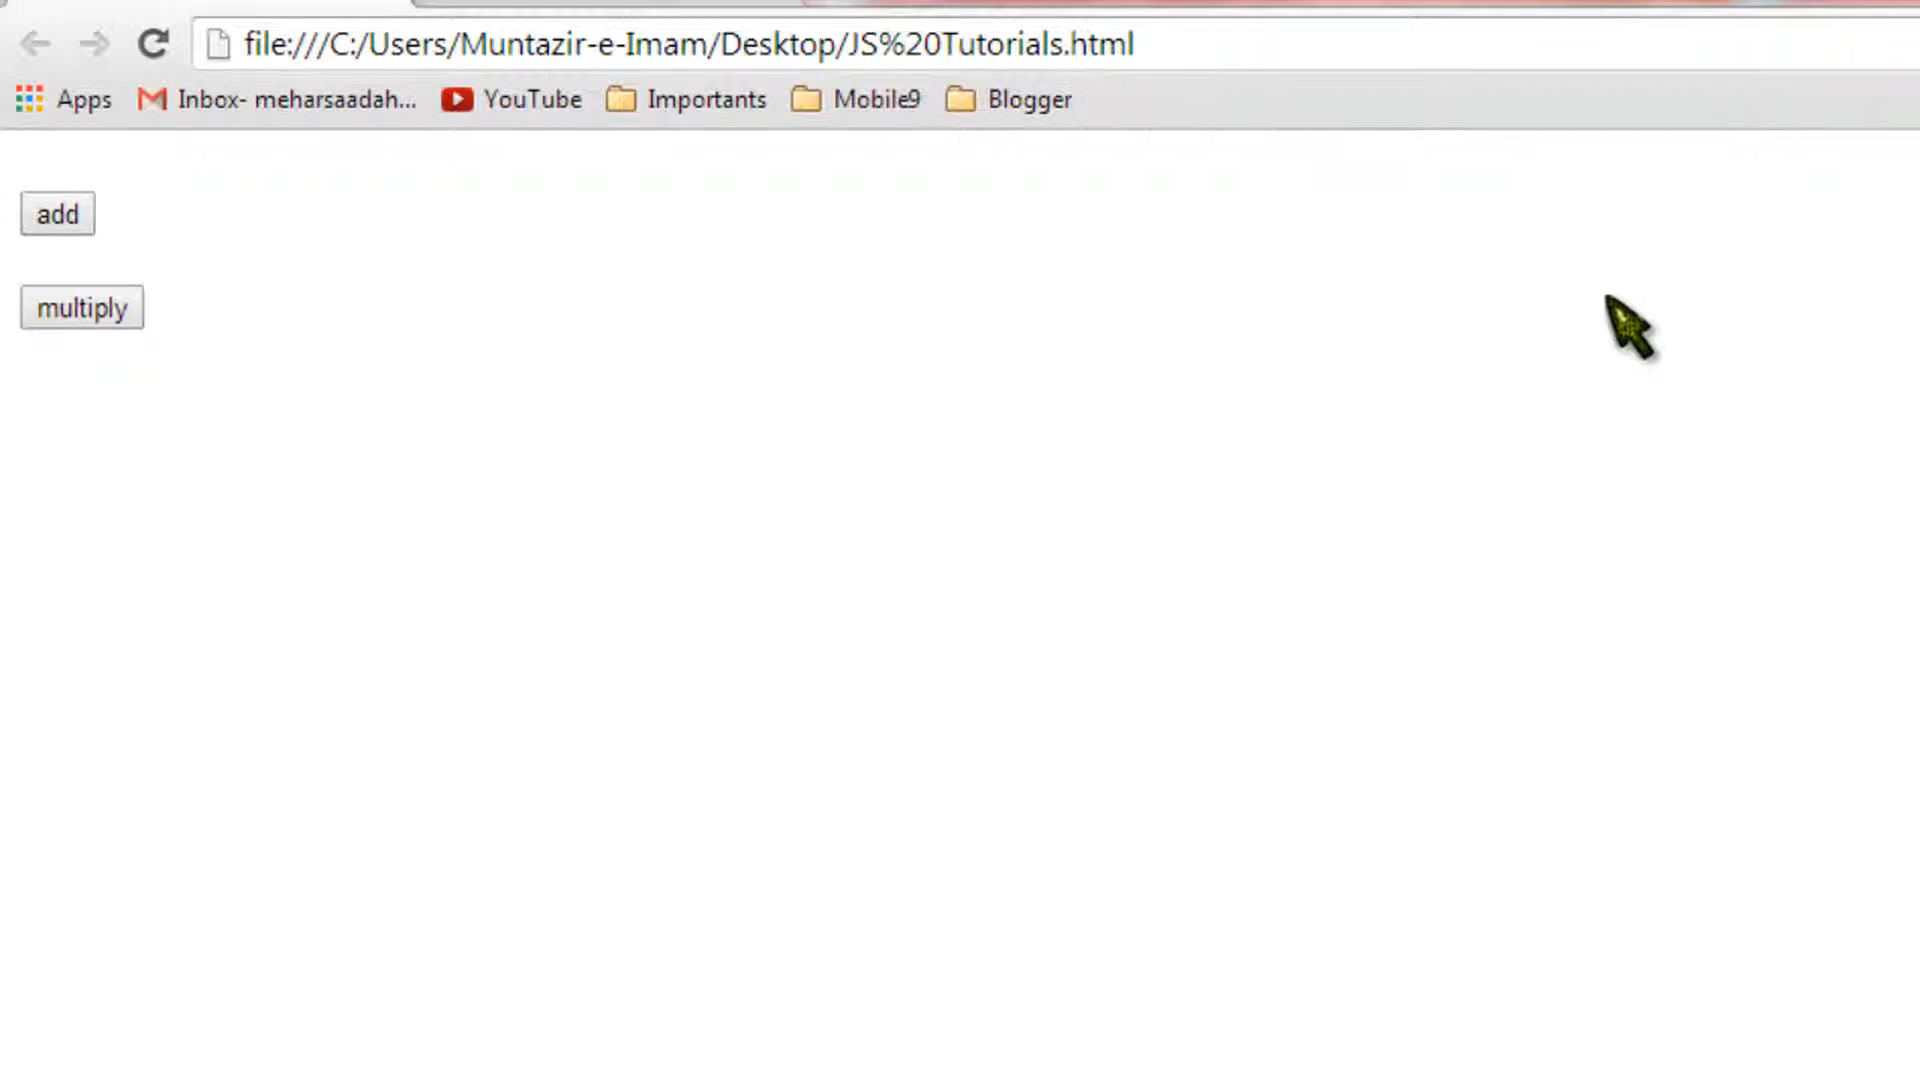 file:///C:/Users/Muntazir-e-Imam/Desktop/JS%20Tutorials.html
Apps Inbox- meharsaadah... YouTube Importants Mobile9 Blogger
add
multiply